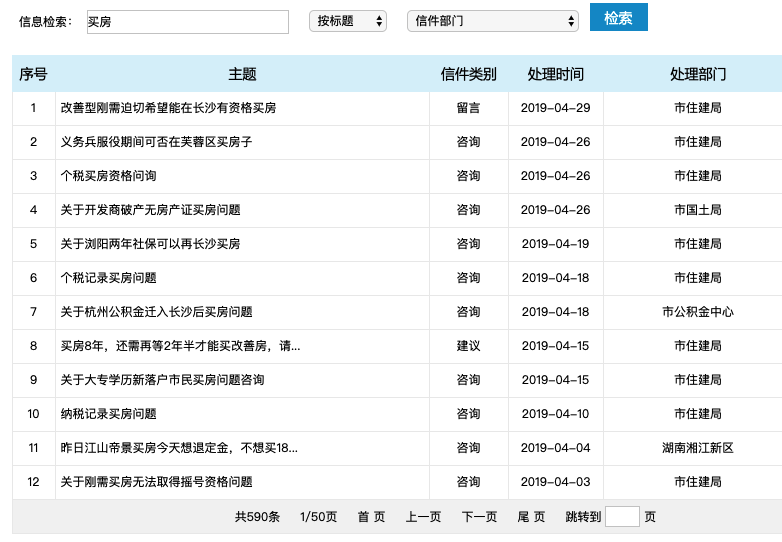 信息检索： 买房 按标题 信件部门 检索
序号 主题 信件类别 处理时间 处理部门
1 改善型刚需迫切希望能在长沙有资格买房 留言 2019-04-29 市住建局
2 义务兵服役期间可否在芙蓉区买房子 咨询 2019-04-26 市住建局
3 个税买房资格问询 咨询 2019-04-26 市住建局
4 关于开发商破产无房产证买房问题 咨询 2019-04-26 市国土局
5 关于浏阳两年社保可以再长沙买房 咨询 2019-04-19 市住建局
6 个税记录买房问题 咨询 2019-04-18 市住建局
7 关于杭州公积金迁入长沙后买房问题 咨询 2019-04-18 市公积金中心
8 买房8年，还需再等2年半才能买改善房，请... 建议 2019-04-15 市住建局
9 关于大专学历新落户市民买房问题咨询 咨询 2019-04-15 市住建局
10 纳税记录买房问题 咨询 2019-04-10 市住建局
11 昨日江山帝景买房今天想退定金，不想买18... 咨询 2019-04-04 湖南湘江新区
12 关于刚需买房无法取得摇号资格问题 咨询 2019-04-03 市住建局
共590条 1/50页 首 页 上一页 下一页 尾 页 跳转到 页